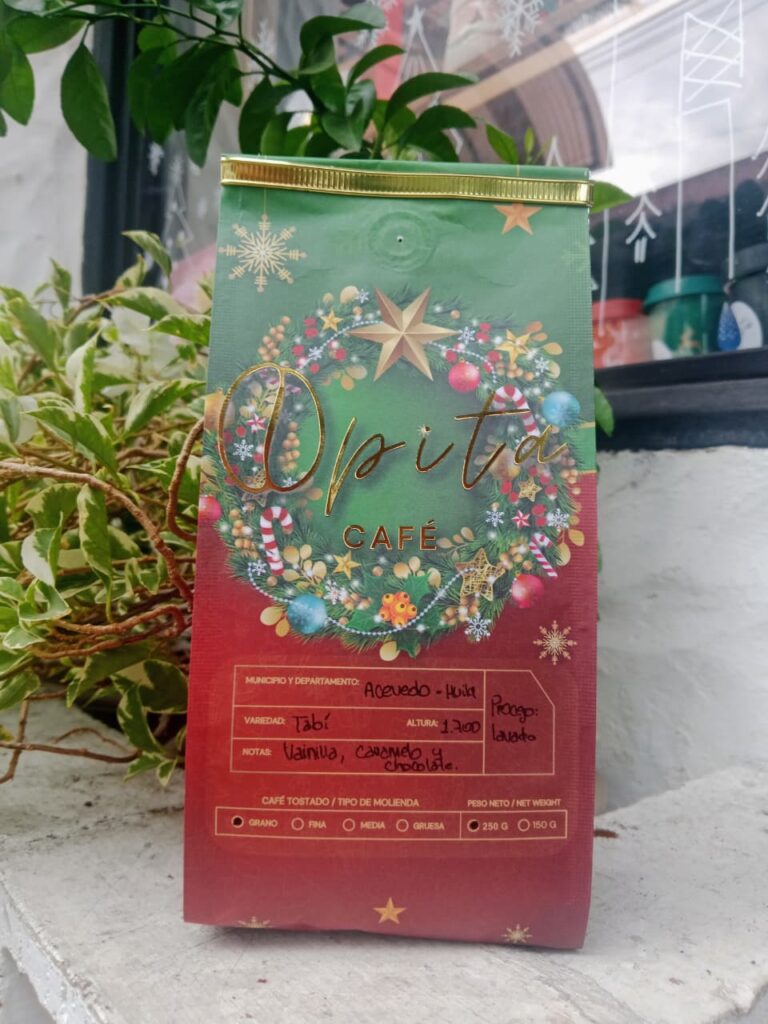 Opita
CAFÉ
MUNICIPIO Y DEPARTAMENTO: Acevedo - Huila
Proceso:
lavado
VARIEDAD: Tabí ALTURA: 1.700
NOTAS: Vainilla, caramelo y
chocolate.
CAFÉ TOSTADO / TIPO DE MOLIENDA PESO NETO / NET WEIGHT
GRANO FINA MEDIA GRUESA 250 G 150 G